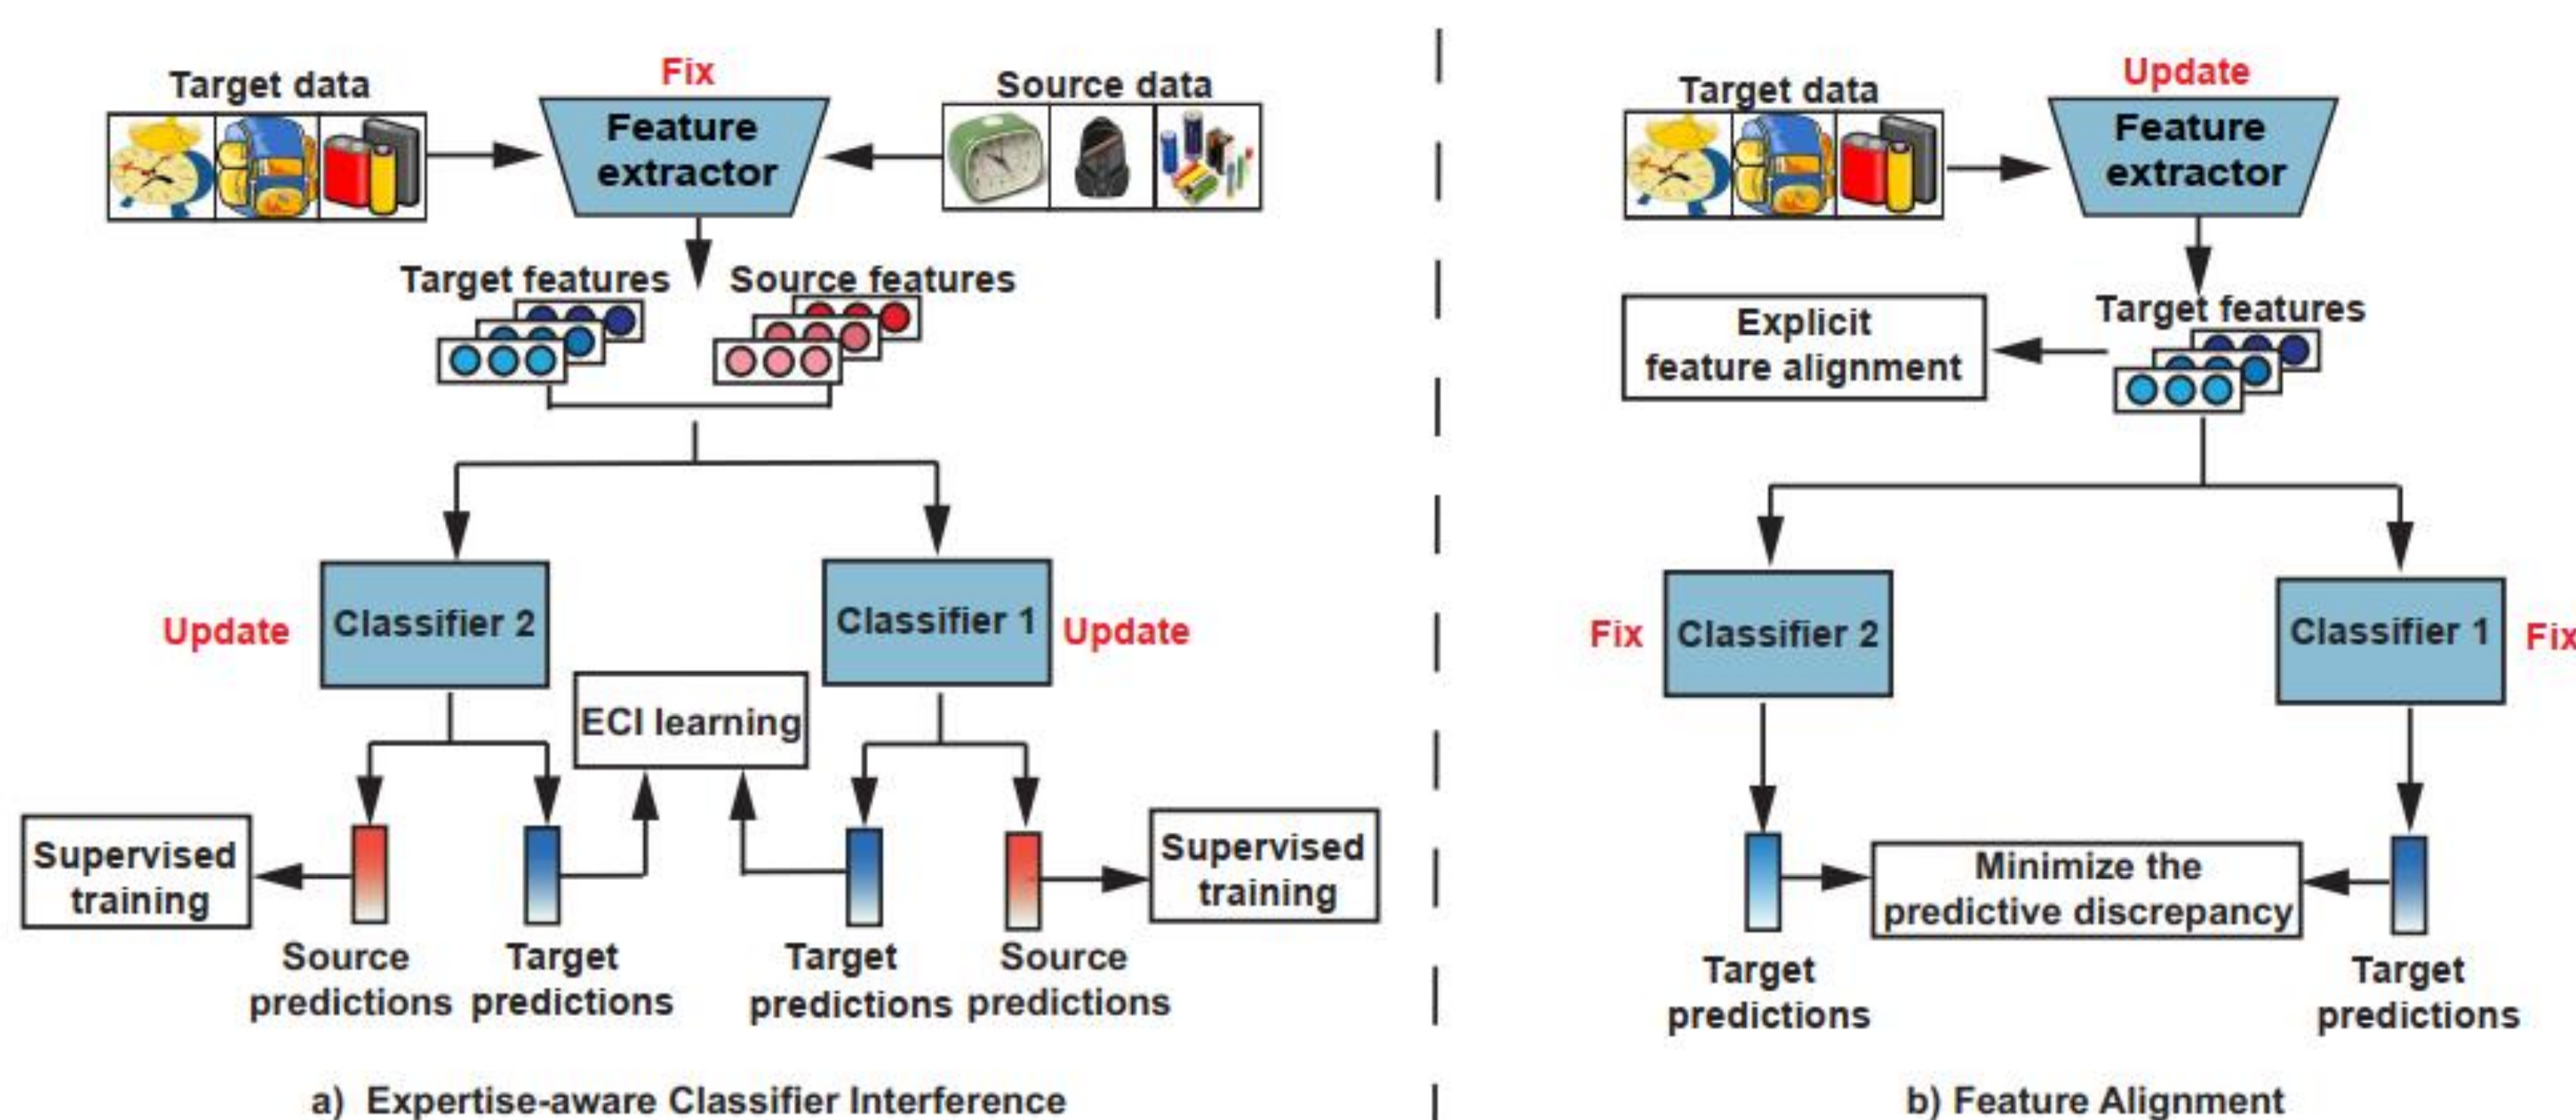 Target data
Fix
Feature
extractor
Source data
Target features
Source features
Update
Classifier 2
Classifier 1
Update
ECI learning
Supervised
training
Source
predictions
Target
predictions
Target
predictions
Source
predictions
Supervised
training
a) Expertise-aware Classifier Interference
Target data
Update
Feature
extractor
Explicit
feature alignment
Target features
Fix
Classifier 2
Classifier 1
Fix
Minimize the
predictive discrepancy
Target
predictions
Target
predictions
b) Feature Alignment